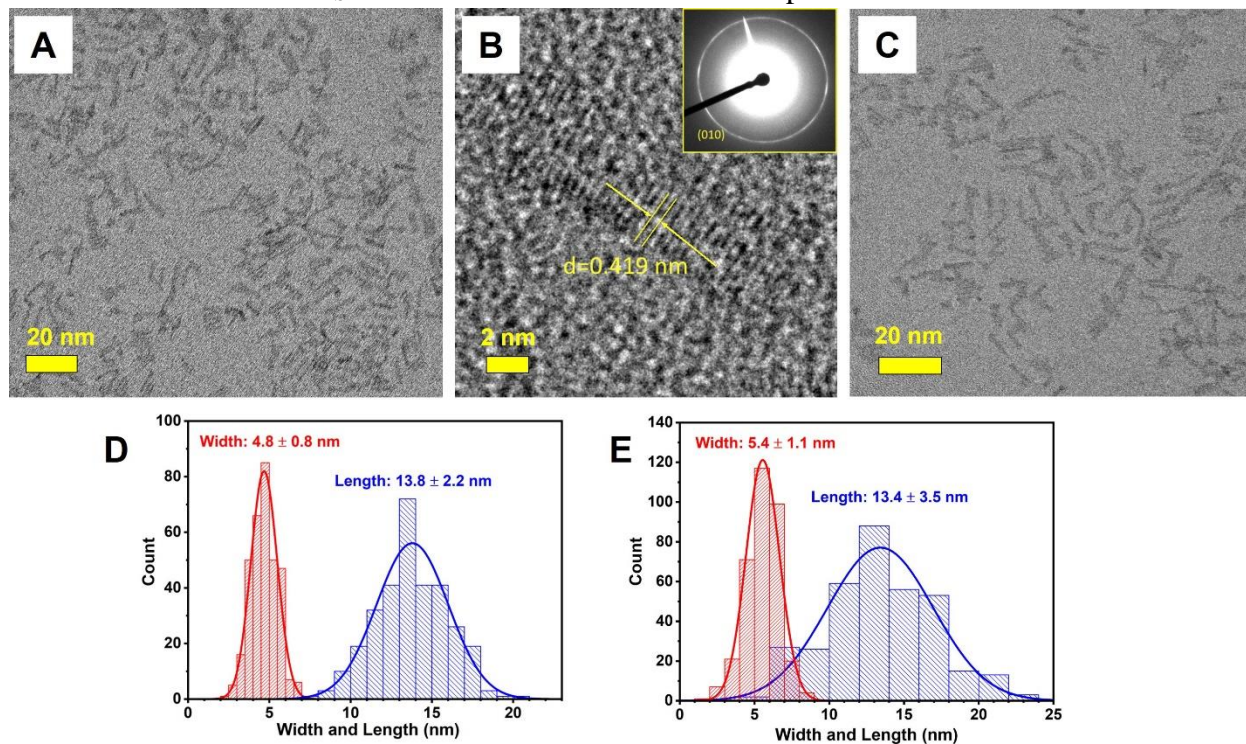 A
20 nm
B
(010)
d=0.419 nm
2 nm
C
20 nm
D
Width: 4.8 ± 0.8 nm
Length: 13.8 ± 2.2 nm
Count
100
80
60
40
20
0
0 5 10 15 20
Width and Length (nm)
E
Width: 5.4 ± 1.1 nm
Length: 13.4 ± 3.5 nm
Count
140
120
100
80
60
40
20
0
0 5 10 15 20 25
Width and Length (nm)